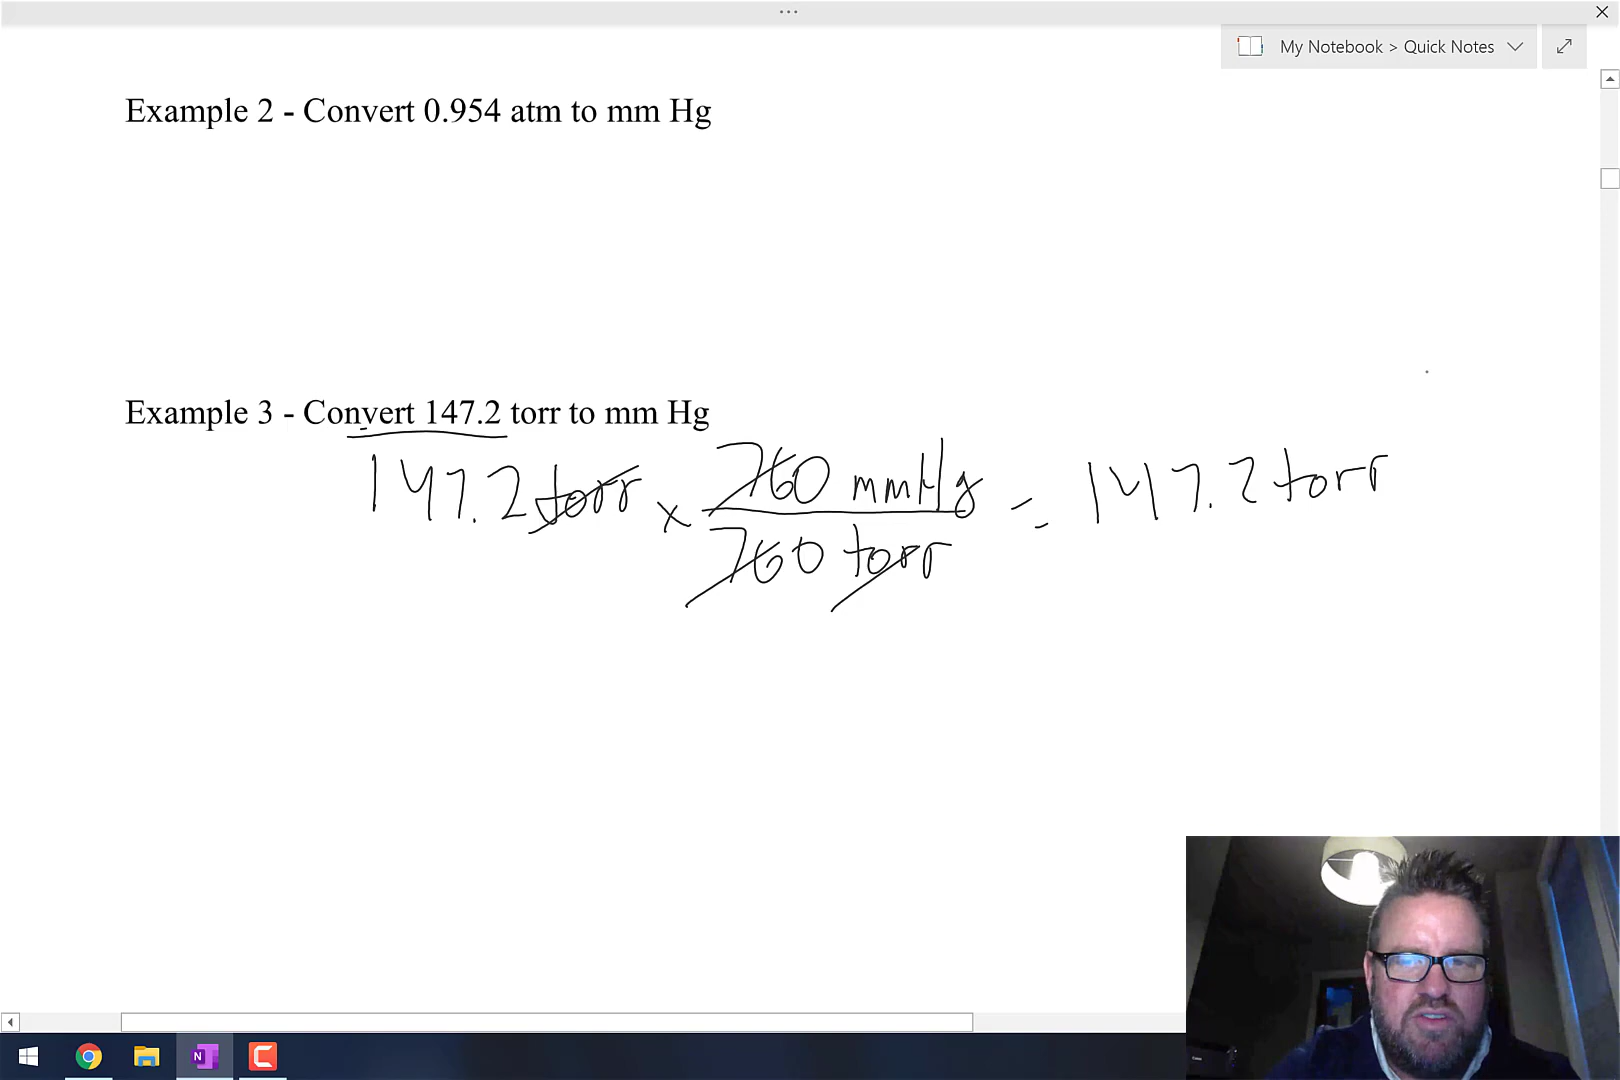 My Notebook > Quick Notes
Example 2 - Convert 0.954 atm to mm Hg
Example 3 - Convert 147.2 torr to mm Hg
147.2 torr x 760 mmHg / 760 torr = 147.2 torr